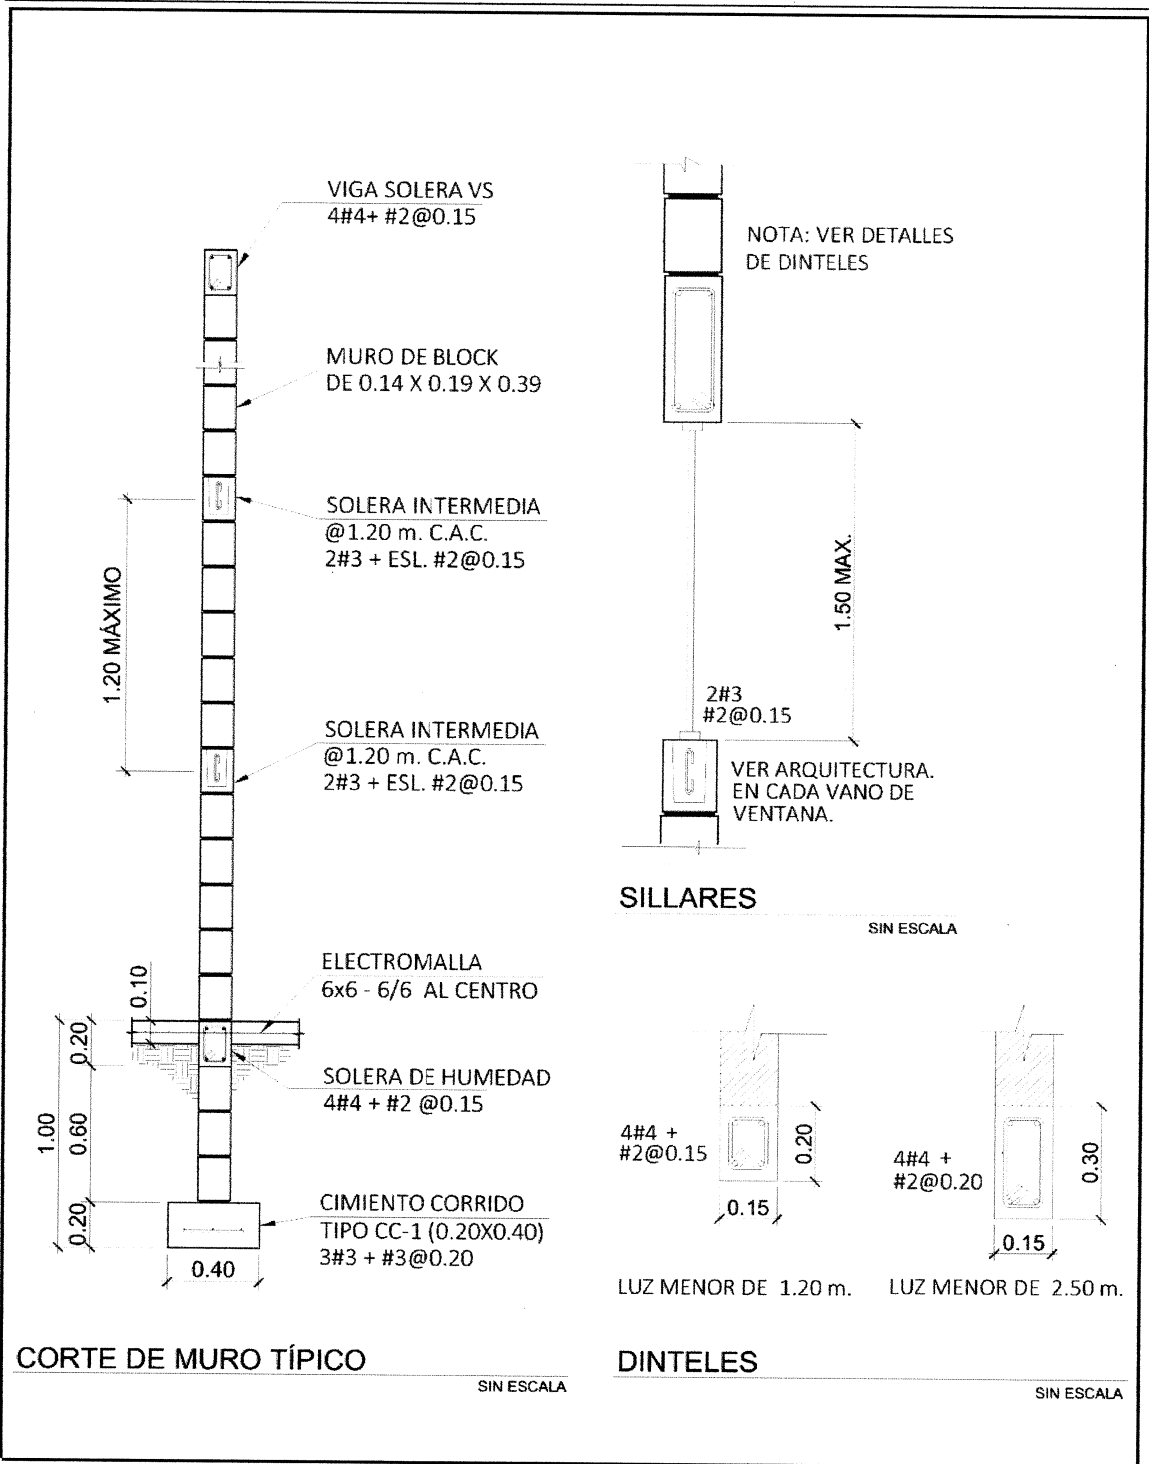 VIGA SOLERA VS
4#4+ #2@0.15
MURO DE BLOCK
DE 0.14 X 0.19 X 0.39
SOLERA INTERMEDIA
@1.20 m. C.A.C.
2#3 + ESL. #2@0.15
1.20 MÁXIMO
SOLERA INTERMEDIA
@1.20 m. C.A.C.
2#3 + ESL. #2@0.15
ELECTROMALLA
6x6 - 6/6 AL CENTRO
0.10
0.20
SOLERA DE HUMEDAD
4#4 + #2 @0.15
1.00
0.60
0.20
CIMIENTO CORRIDO
TIPO CC-1 (0.20X0.40)
3#3 + #3@0.20
0.40
CORTE DE MURO TÍPICO
SIN ESCALA
NOTA: VER DETALLES
DE DINTELES
1.50 MAX.
2#3
#2@0.15
VER ARQUITECTURA.
EN CADA VANO DE
VENTANA.
SILLARES
SIN ESCALA
4#4 +
#2@0.15
0.20
0.15
LUZ MENOR DE 1.20 m.
4#4 +
#2@0.20
0.30
0.15
LUZ MENOR DE 2.50 m.
DINTELES
SIN ESCALA